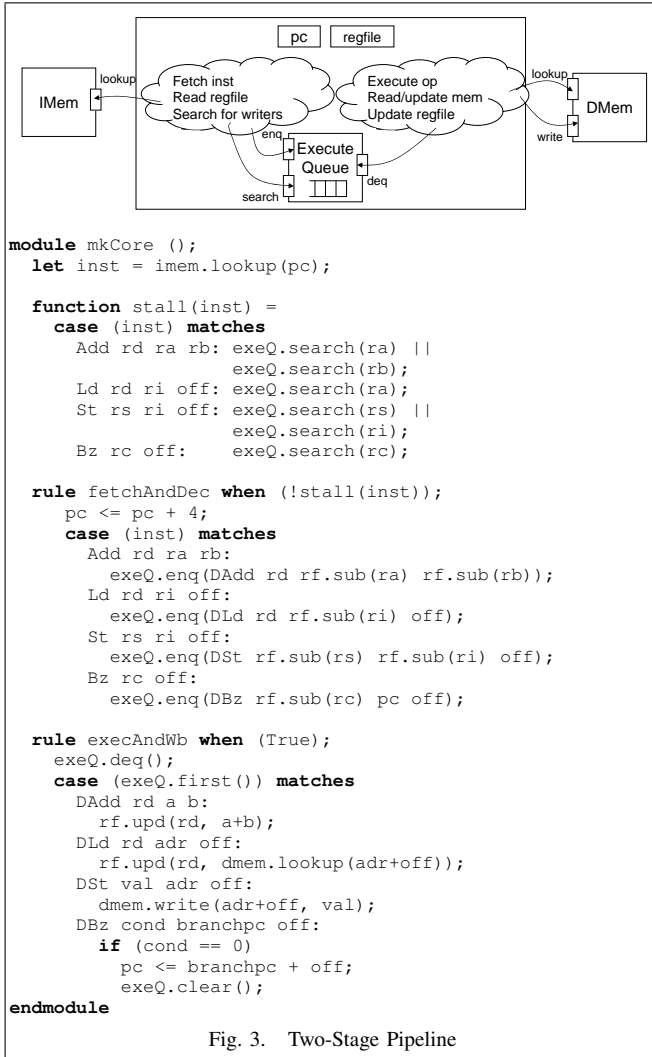 pc regfile
lookup
lookup
IMem
Fetch inst
Read regfile
Search for writers
Execute op
Read/update mem
Update regfile
DMem
write
enq
Execute
Queue
deq
search
module mkCore ();
  let inst = imem.lookup(pc);

  function stall(inst) =
    case (inst) matches
      Add rd ra rb: exeQ.search(ra) ||
                    exeQ.search(rb);
      Ld rd ri off: exeQ.search(ra);
      St rs ri off: exeQ.search(rs) ||
                    exeQ.search(ri);
      Bz rc off:    exeQ.search(rc);

  rule fetchAndDec when (!stall(inst));
     pc <= pc + 4;
     case (inst) matches
       Add rd ra rb:
         exeQ.enq(DAdd rd rf.sub(ra) rf.sub(rb));
       Ld rd ri off:
         exeQ.enq(DLd rd rf.sub(ri) off);
       St rs ri off:
         exeQ.enq(DSt rf.sub(rs) rf.sub(ri) off);
       Bz rc off:
         exeQ.enq(DBz rf.sub(rc) pc off);

  rule execAndWb when (True);
    exeQ.deq();
    case (exeQ.first()) matches
      DAdd rd a b:
        rf.upd(rd, a+b);
      DLd rd adr off:
        rf.upd(rd, dmem.lookup(adr+off));
      DSt val adr off:
        dmem.write(adr+off, val);
      DBz cond branchpc off:
        if (cond == 0)
          pc <= branchpc + off;
          exeQ.clear();
endmodule
Fig. 3. Two-Stage Pipeline